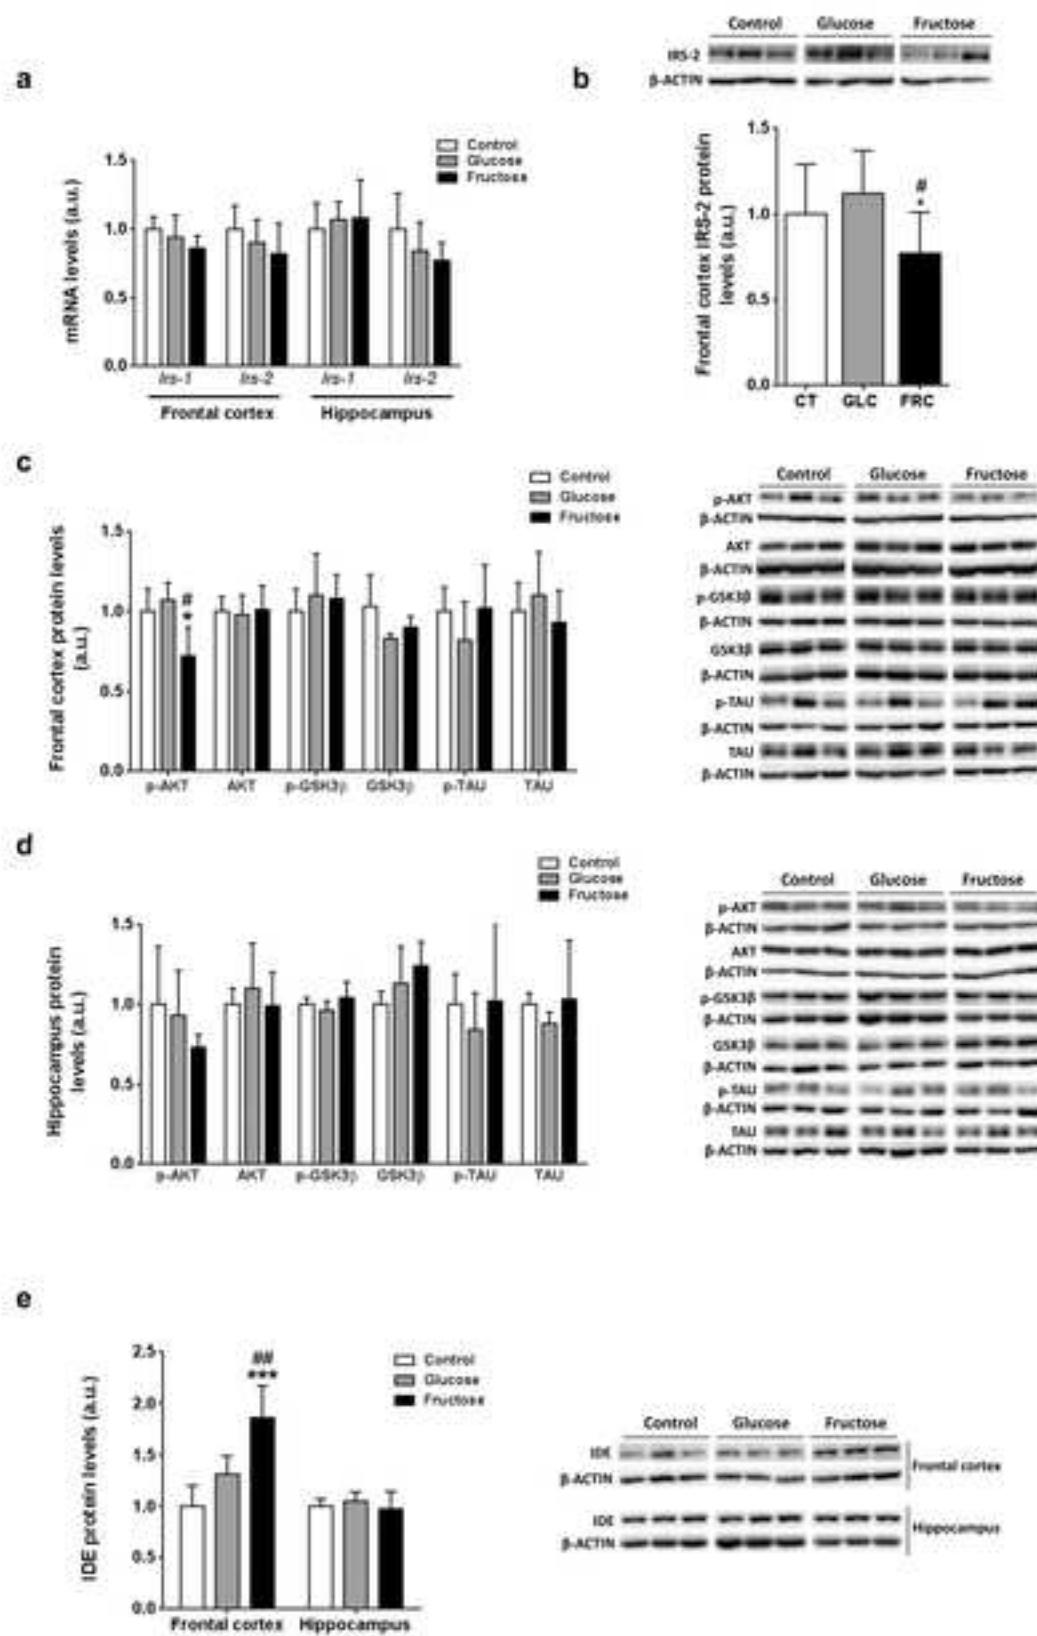 a
mRNA levels (a.u.)
1.5
1.0
0.5
0.0
Control
Glucose
Fructose
Irs-1 Irs-2 Irs-1 Irs-2
Frontal cortex Hippocampus
b
Control Glucose Fructose
IRS-2
β-ACTIN
Frontal cortex IRS-2 protein
levels (a.u.)
1.5
1.0
0.5
0.0
#
*
CT GLC FRC
c
Control
Glucose
Fructose
Frontal cortex protein levels
(a.u.)
1.5
1.0
0.5
0.0
#
*
p-AKT AKT p-GSK3β GSK3β p-TAU TAU
Control Glucose Fructose
p-AKT
β-ACTIN
AKT
β-ACTIN
p-GSK3β
β-ACTIN
GSK3β
β-ACTIN
p-TAU
β-ACTIN
TAU
β-ACTIN
d
Control
Glucose
Fructose
Hippocampus protein
levels (a.u.)
1.5
1.0
0.5
0.0
p-AKT AKT p-GSK3β GSK3β p-TAU TAU
Control Glucose Fructose
p-AKT
β-ACTIN
AKT
β-ACTIN
p-GSK3β
β-ACTIN
GSK3β
β-ACTIN
p-TAU
β-ACTIN
TAU
β-ACTIN
e
IDE protein levels (a.u.)
2.5
2.0
1.5
1.0
0.5
0.0
##
***
Control
Glucose
Fructose
Frontal cortex Hippocampus
Control Glucose Fructose
IDE
β-ACTIN
Frontal cortex
IDE
β-ACTIN
Hippocampus